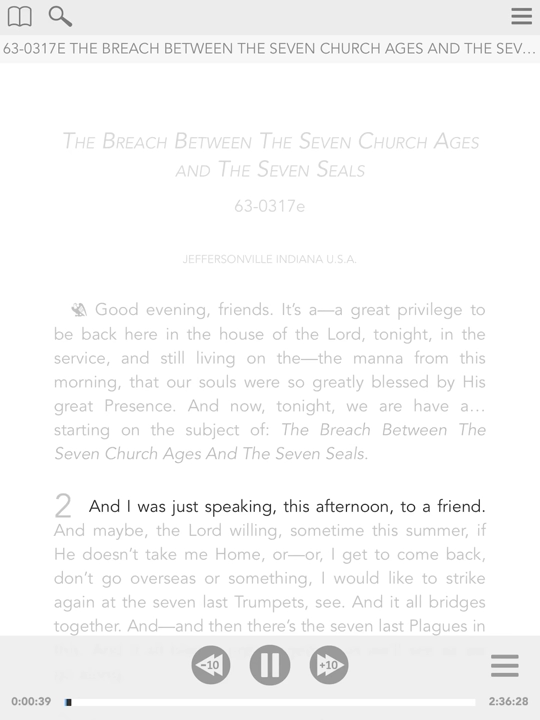 63-0317E THE BREACH BETWEEN THE SEVEN CHURCH AGES AND THE SEV...
The Breach Between The Seven Church Ages
and The Seven Seals
63-0317e
JEFFERSONVILLE INDIANA U.S.A.
Good evening, friends. It’s a—a great privilege to
be back here in the house of the Lord, tonight, in the
service, and still living on the—the manna from this
morning, that our souls were so greatly blessed by His
great Presence. And now, tonight, we are have a…
starting on the subject of: The Breach Between The
Seven Church Ages And The Seven Seals.
2 And I was just speaking, this afternoon, to a friend.
And maybe, the Lord willing, sometime this summer, if
He doesn’t take me Home, or—or, I get to come back,
don’t go overseas or something, I would like to strike
again at the seven last Trumpets, see. And it all bridges
together. And—and then there’s the seven last Plagues in
-10 +10
0:00:39 2:36:28